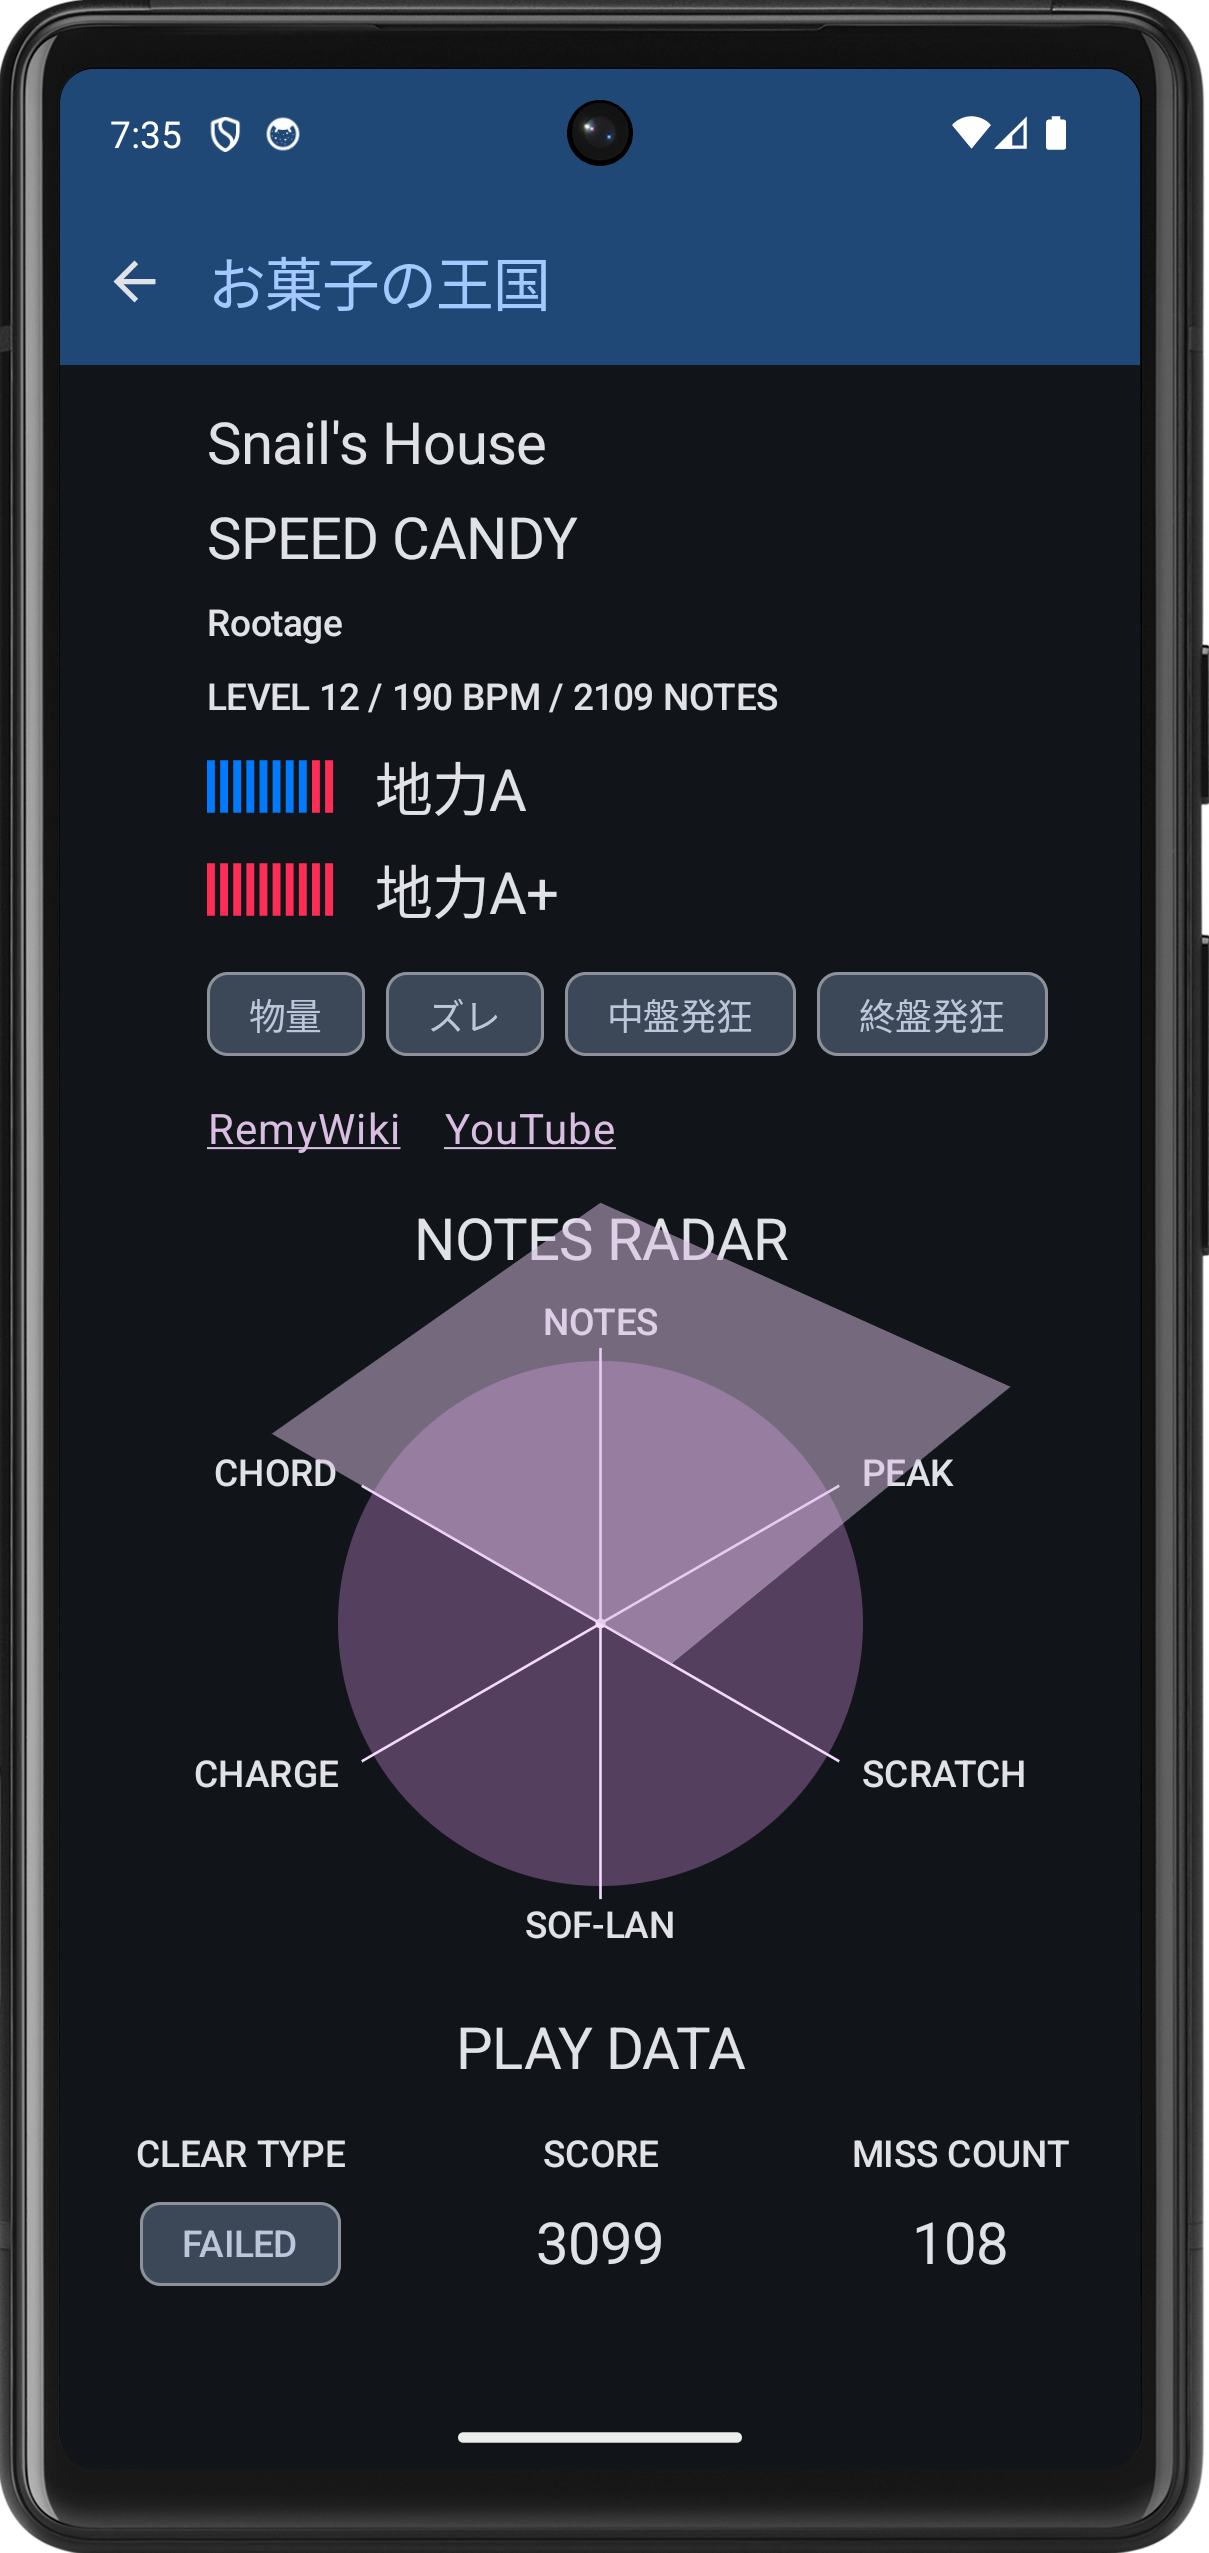 7:35
お菓子の王国
Snail's House
SPEED CANDY
Rootage
LEVEL 12 / 190 BPM / 2109 NOTES
地力A
地力A+
物量 ズレ 中盤発狂 終盤発狂
RemyWiki YouTube
NOTES RADAR
NOTES
CHORD PEAK
CHARGE SCRATCH
SOF-LAN
PLAY DATA
CLEAR TYPE SCORE MISS COUNT
FAILED 3099 108